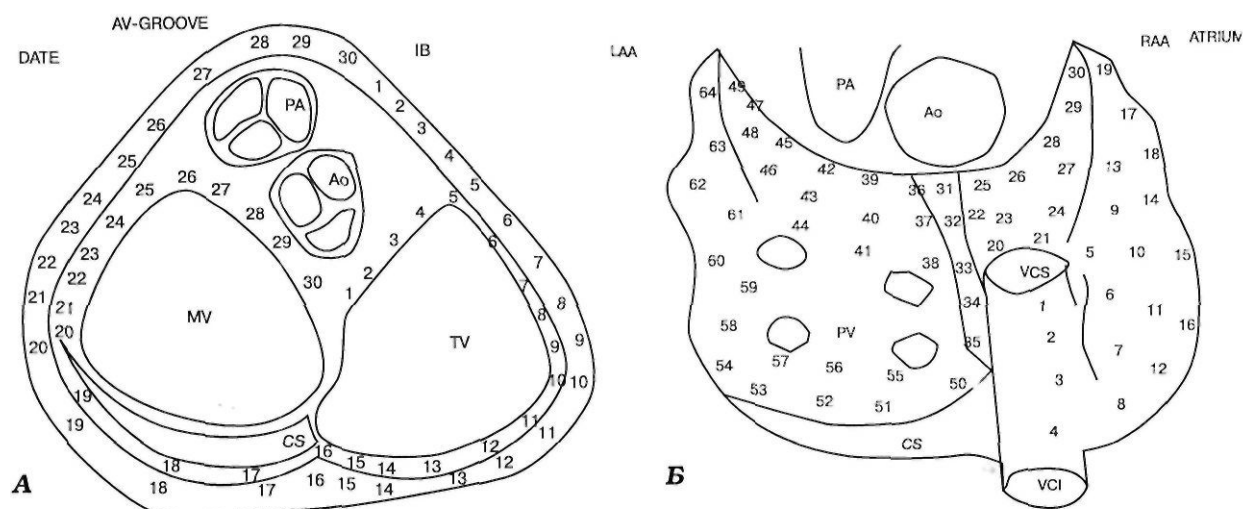 AV-GROOVE
DATE
IB
28 29 30
27
26
25
24
23
22
21
20
19
18
17
16
15
14
13
12
11
10
9
8
7
6
5
4
3
2
1
PA
Ao
25 26 27
24
23
22
21
20
28
29
30
1
2
3
4
5
6
7
8
9
10
11
12
13
14
15
16
17
18
19
MV
TV
CS
А
LAA
RAA ATRIUM
PA
Ao
64 49
47
48 45
63
46 42 39 36 31 25 26
62
43
61 44 40 37 32 22 23 24
41
60 38 33 20 21
59
34
58
PV
35
54 57 56 55 50
53 52 51
30 19
29
17
28
27 13 18
9 14
5 10 15
VCS
1 6 11 16
2
7
3 12
8
4
CS
VCI
Б